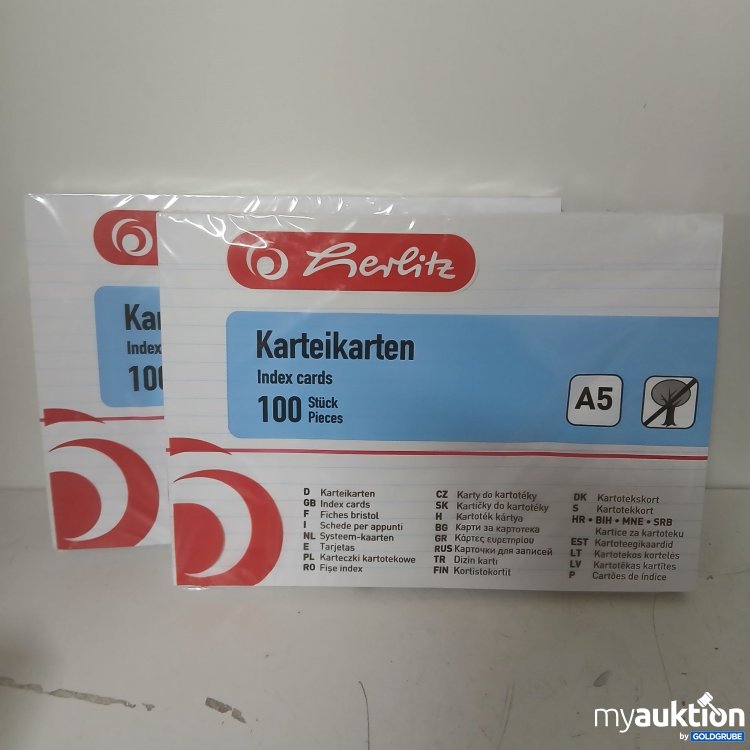 herlitz
Karteikarten
Index cards
100 Stück
Pieces
A5
D Karteikarten
GB Index cards
F Fiches bristol
I Schede per appunti
NL Systeem-kaarten
E Tarjetas
PL Karteczki kartotekowe
RO Fișe index
CZ Karty do kartotéky
SK Kartičky do kartotéky
H Kartoték kártya
BG Карти за картотека
GR Κάρτες ευρετηρίου
RUS Карточки для записей
TR Dizin kartı
FIN Kortistokortit
DK Kartotekskort
S Kartotekkort
HR • BIH • MNE • SRB
Kartice za kartoteku
EST Kartoteegikaardid
LT Kartotekos kortelės
LV Kartotēkas kartītes
P Cartões de índice
Kar
Index
100
myauktion
by GOLDGRUBE